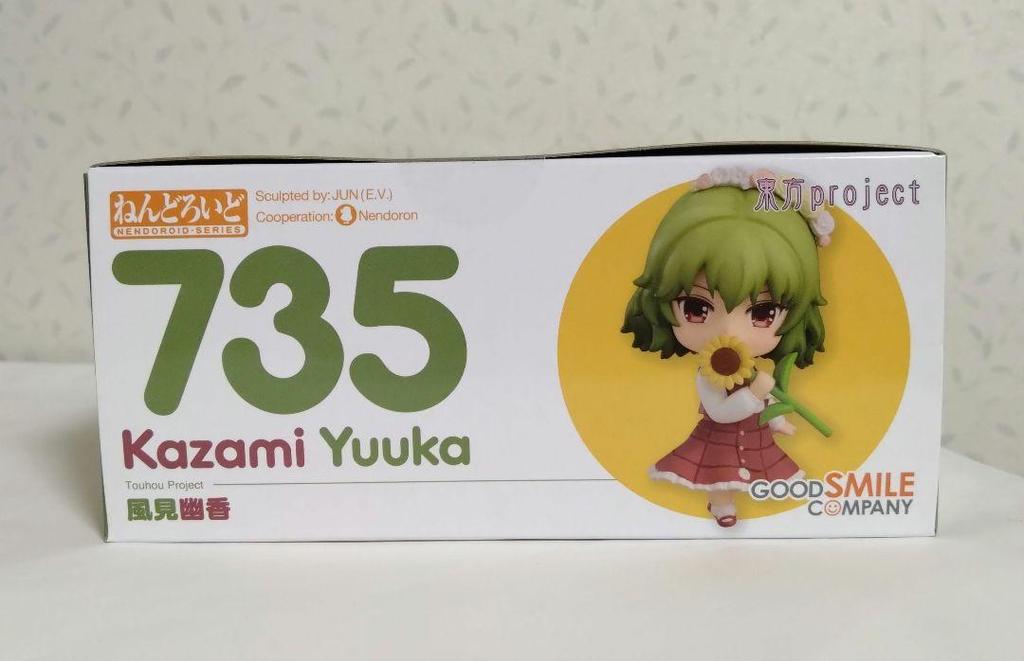 ねんどろいど
NENDOROID-SERIES
Sculpted by:JUN(E.V.)
Cooperation: Nendoron
東方project
735
Kazami Yuuka
Touhou Project
風見幽香
GOOD SMILE
COMPANY